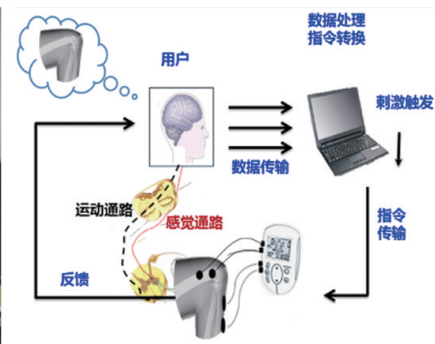 数据处理
指令转换
用户
刺激触发
数据传输
运动通路
感觉通路
指令
传输
反馈